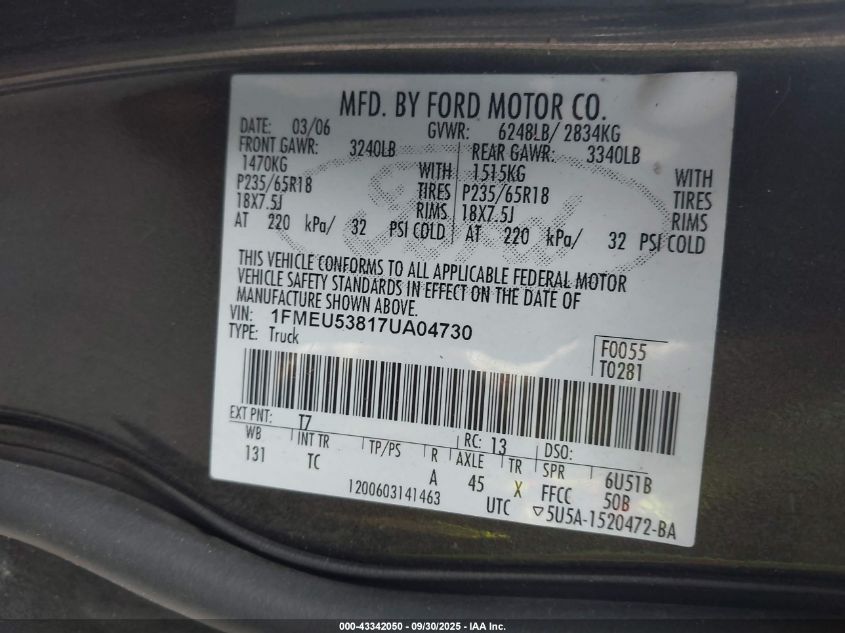 MFD. BY FORD MOTOR CO.
DATE: 03/06 GVWR: 6248LB/ 2834KG
FRONT GAWR: 3240LB REAR GAWR: 3340LB
1470KG WITH 1515KG WITH
P235/65R18 TIRES P235/65R18 TIRES
18X7.5J RIMS 18X7.5J RIMS
AT 220 kPa/ 32 PSI COLD AT 220 kPa/ 32 PSI COLD
Ford
THIS VEHICLE CONFORMS TO ALL APPLICABLE FEDERAL MOTOR
VEHICLE SAFETY STANDARDS IN EFFECT ON THE DATE OF
MANUFACTURE SHOWN ABOVE.
VIN: 1FMEU53817UA04730
TYPE: Truck
F0055
T0281
EXT PNT: T7 RC: 13 DSO:
WB INT TR TP/PS R AXLE TR SPR 6U51B
131 TC A 45 X FFCC 50B
1200603141463 UTC ▽5U5A-1520472-BA
000-43342050 - 09/30/2025 - IAA Inc.